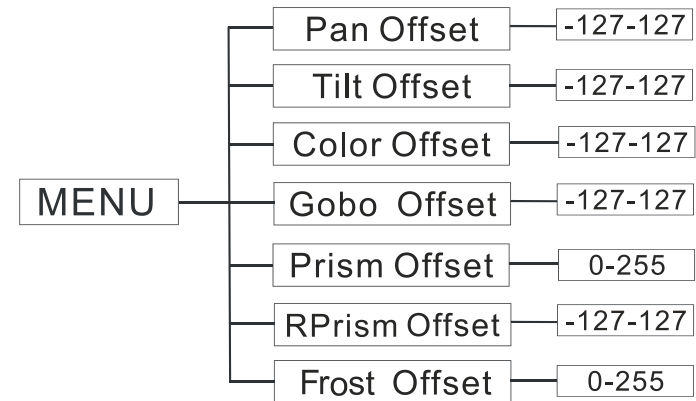 Pan Offset -127-127
Tilt Offset -127-127
Color Offset -127-127
MENU
Gobo Offset -127-127
Prism Offset 0-255
RPrism Offset -127-127
Frost Offset 0-255